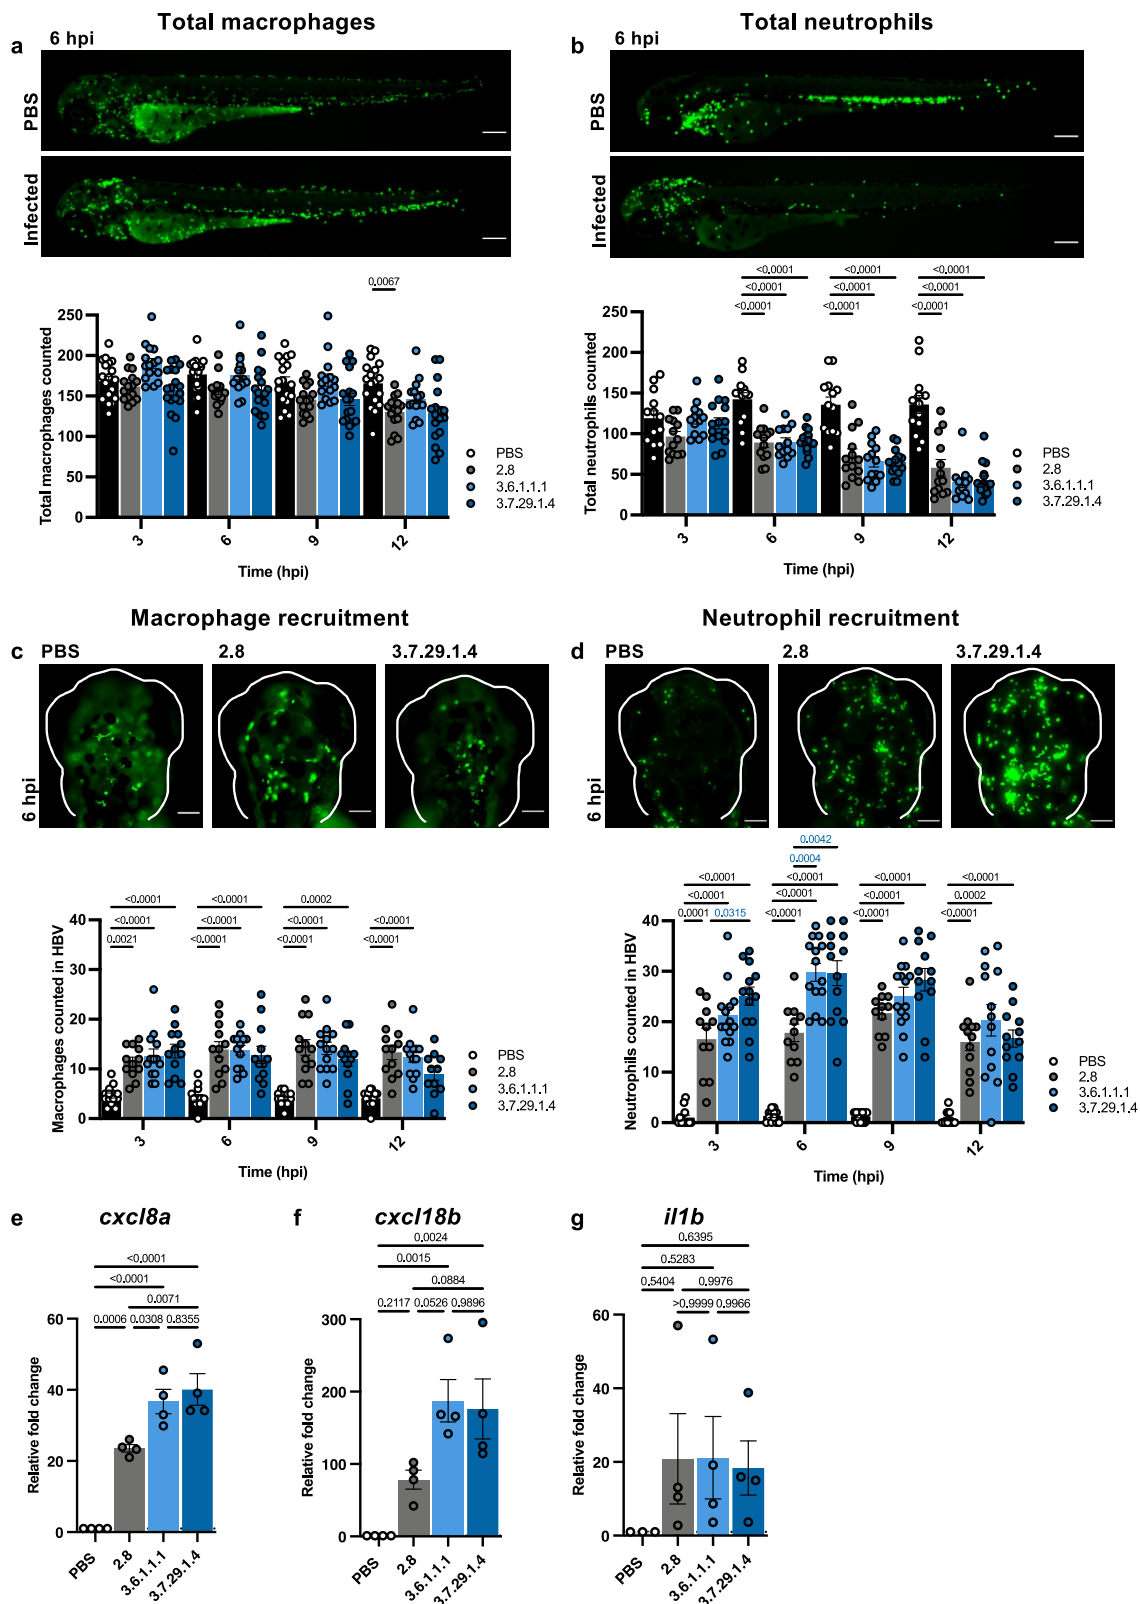 Total macrophages
a
6 hpi
PBS
Infected
0.0067
Total macrophages counted
250
200
150
100
50
0
3
6
9
12
Time (hpi)
PBS
2.8
3.6.1.1.1
3.7.29.1.4
Total neutrophils
b
6 hpi
PBS
Infected
<0.0001 <0.0001 <0.0001
<0.0001 <0.0001 <0.0001
<0.0001 <0.0001 <0.0001
Total neutrophils counted
250
200
150
100
50
0
3
6
9
12
Time (hpi)
PBS
2.8
3.6.1.1.1
3.7.29.1.4
Macrophage recruitment
c
PBS 2.8 3.7.29.1.4
6 hpi
<0.0001 <0.0001 0.0002
<0.0001 <0.0001 <0.0001 <0.0001
0.0021 <0.0001 <0.0001 <0.0001
Macrophages counted in HBV
40
30
20
10
0
3
6
9
12
Time (hpi)
PBS
2.8
3.6.1.1.1
3.7.29.1.4
Neutrophil recruitment
d
PBS 2.8 3.7.29.1.4
6 hpi
0.0042
0.0004
<0.0001 <0.0001 <0.0001 <0.0001
<0.0001 <0.0001 <0.0001 0.0002
<0.0001 0.0315 <0.0001 <0.0001 <0.0001
Neutrophils counted in HBV
40
30
20
10
0
3
6
9
12
Time (hpi)
PBS
2.8
3.6.1.1.1
3.7.29.1.4
e
cxcl8a
<0.0001
<0.0001
0.0071
0.0006 0.0308 0.8355
Relative fold change
60
40
20
0
PBS
2.8
3.6.1.1.1
3.7.29.1.4
f
cxcl18b
0.0024
0.0015
0.0884
0.2117 0.0526 0.9896
Relative fold change
300
200
100
0
PBS
2.8
3.6.1.1.1
3.7.29.1.4
g
il1b
0.6395
0.5283
0.5404 0.9976
>0.9999 0.9966
Relative fold change
60
40
20
0
PBS
2.8
3.6.1.1.1
3.7.29.1.4